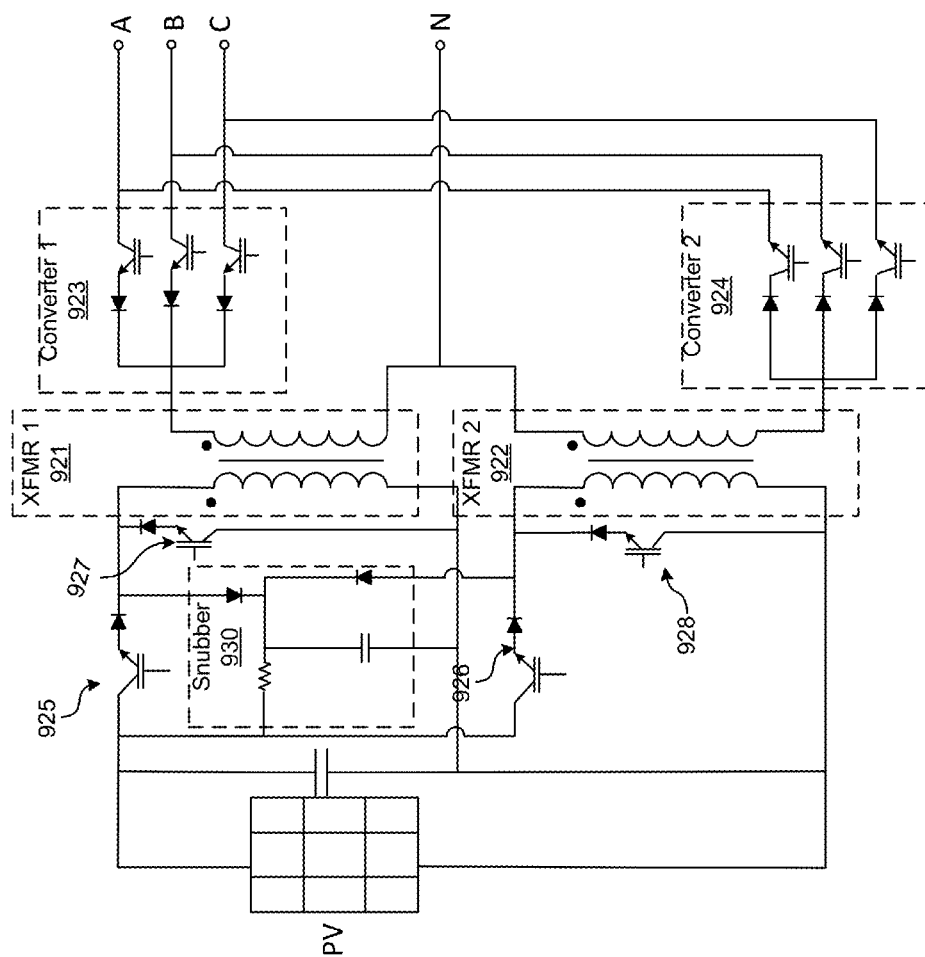 A
B
C
N
Converter 1
923
Converter 2
924
XFMR 1
921
XFMR 2
922
927
925
Snubber
930
926
928
PV